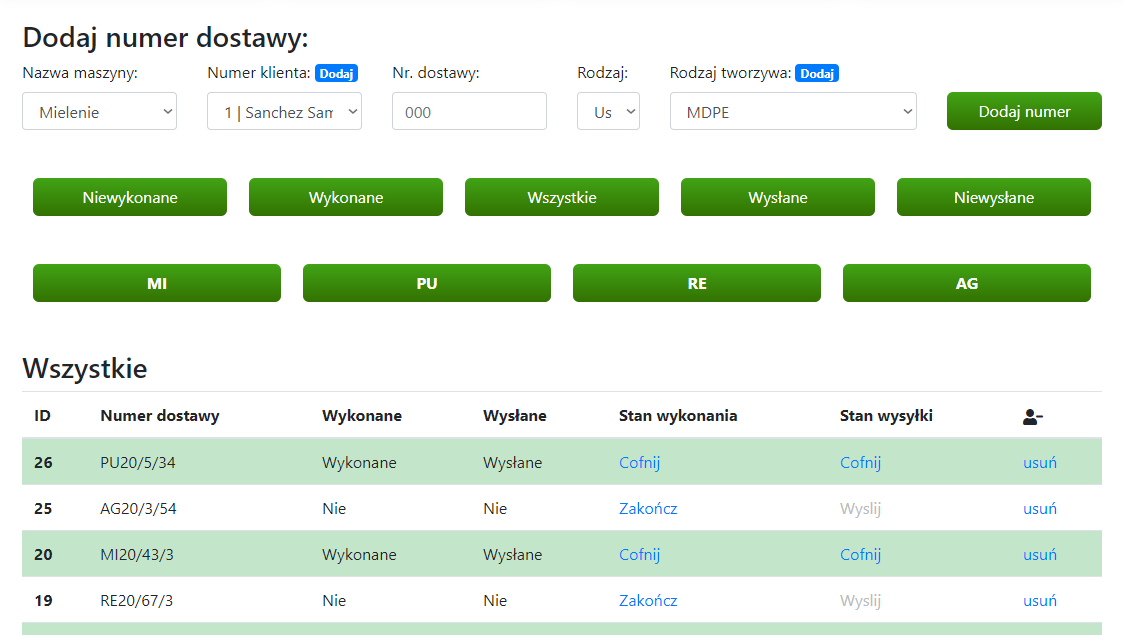 Dodaj numer dostawy:
Nazwa maszyny: Numer klienta: Dodaj Nr. dostawy: Rodzaj: Rodzaj tworzywa: Dodaj
Mielenie 1 | Sanchez Sam 000 Us MDPE Dodaj numer
Niewykonane Wykonane Wszystkie Wysłane Niewysłane
MI PU RE AG
Wszystkie
ID Numer dostawy Wykonane Wysłane Stan wykonania Stan wysyłki
26 PU20/5/34 Wykonane Wysłane Cofnij Cofnij usuń
25 AG20/3/54 Nie Nie Zakończ Wyslij usuń
20 MI20/43/3 Wykonane Wysłane Cofnij Cofnij usuń
19 RE20/67/3 Nie Nie Zakończ Wyslij usuń